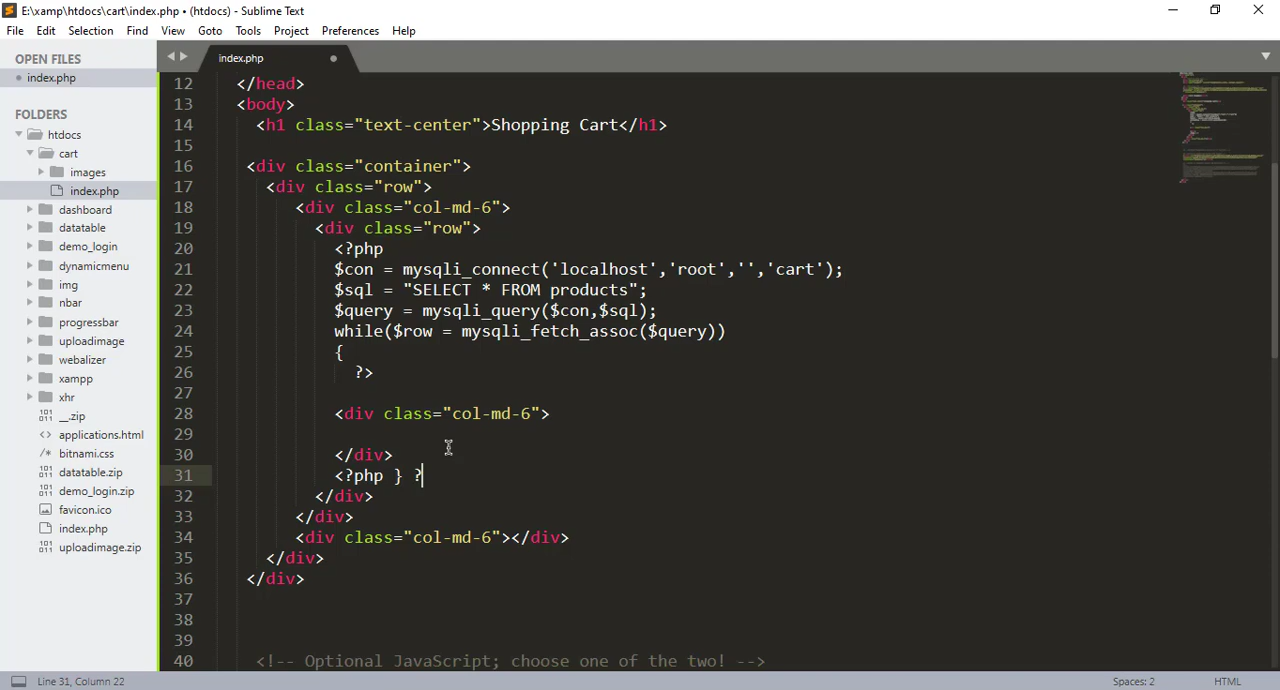 E:\xamp\htdocs\cart\index.php • (htdocs) - Sublime Text
File Edit Selection Find View Goto Tools Project Preferences Help
OPEN FILES
index.php
FOLDERS
htdocs
cart
images
index.php
dashboard
datatable
demo_login
dynamicmenu
img
nbar
progressbar
uploadimage
webalizer
xampp
xhr
__.zip
applications.html
bitnami.css
datatable.zip
demo_login.zip
favicon.ico
index.php
uploadimage.zip
index.php
12 </head>
13 <body>
14 <h1 class="text-center">Shopping Cart</h1>
15
16 <div class="container">
17 <div class="row">
18 <div class="col-md-6">
19 <div class="row">
20 <?php
21 $con = mysqli_connect('localhost','root','','cart');
22 $sql = "SELECT * FROM products";
23 $query = mysqli_query($con,$sql);
24 while($row = mysqli_fetch_assoc($query))
25 {
26 ?>
27
28 <div class="col-md-6">
29
30 </div>
31 <?php } ?
32 </div>
33 </div>
34 <div class="col-md-6"></div>
35 </div>
36 </div>
37
38
39
40 <!-- Optional JavaScript; choose one of the two! -->
Line 31, Column 22
Spaces: 2
HTML